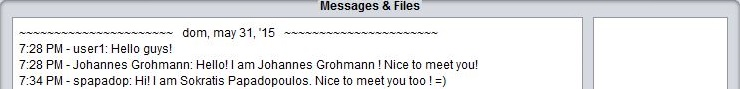 Messages & Files
~~~~~~~~~~~~~~~~~~~~~~ dom, may 31, '15 ~~~~~~~~~~~~~~~~~~~~~~
7:28 PM - user1: Hello guys!
7:28 PM - Johannes Grohmann: Hello! I am Johannes Grohmann ! Nice to meet you!
7:34 PM - spapadop: Hi! I am Sokratis Papadopoulos. Nice to meet you too ! =)